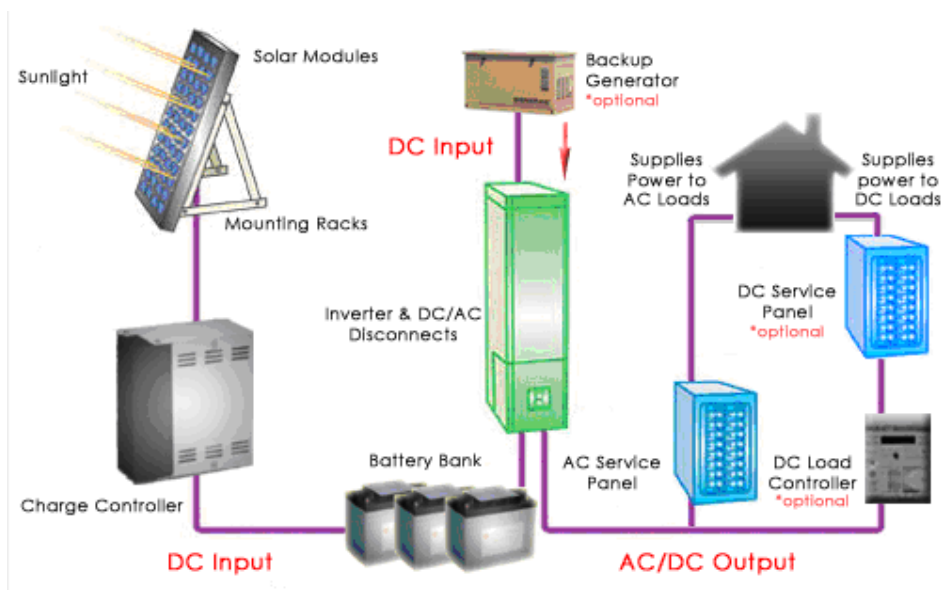 Solar Modules
Sunlight
Mounting Racks
Charge Controller
DC Input
Battery Bank
Inverter & DC/AC
Disconnects
DC Input
Backup
Generator
*optional
Supplies
Power to
AC Loads
Supplies
power to
DC Loads
DC Service
Panel
*optional
AC Service
Panel
DC Load
Controller
*optional
AC/DC Output